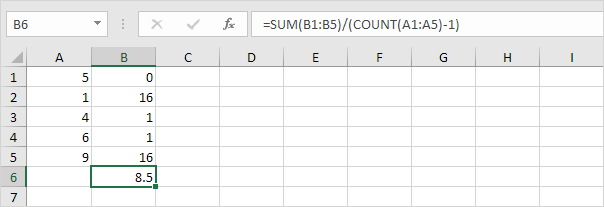 B6 fx =SUM(B1:B5)/(COUNT(A1:A5)-1)
A B C D E F G H I
1 5 0
2 1 16
3 4 1
4 6 1
5 9 16
6 8.5
7